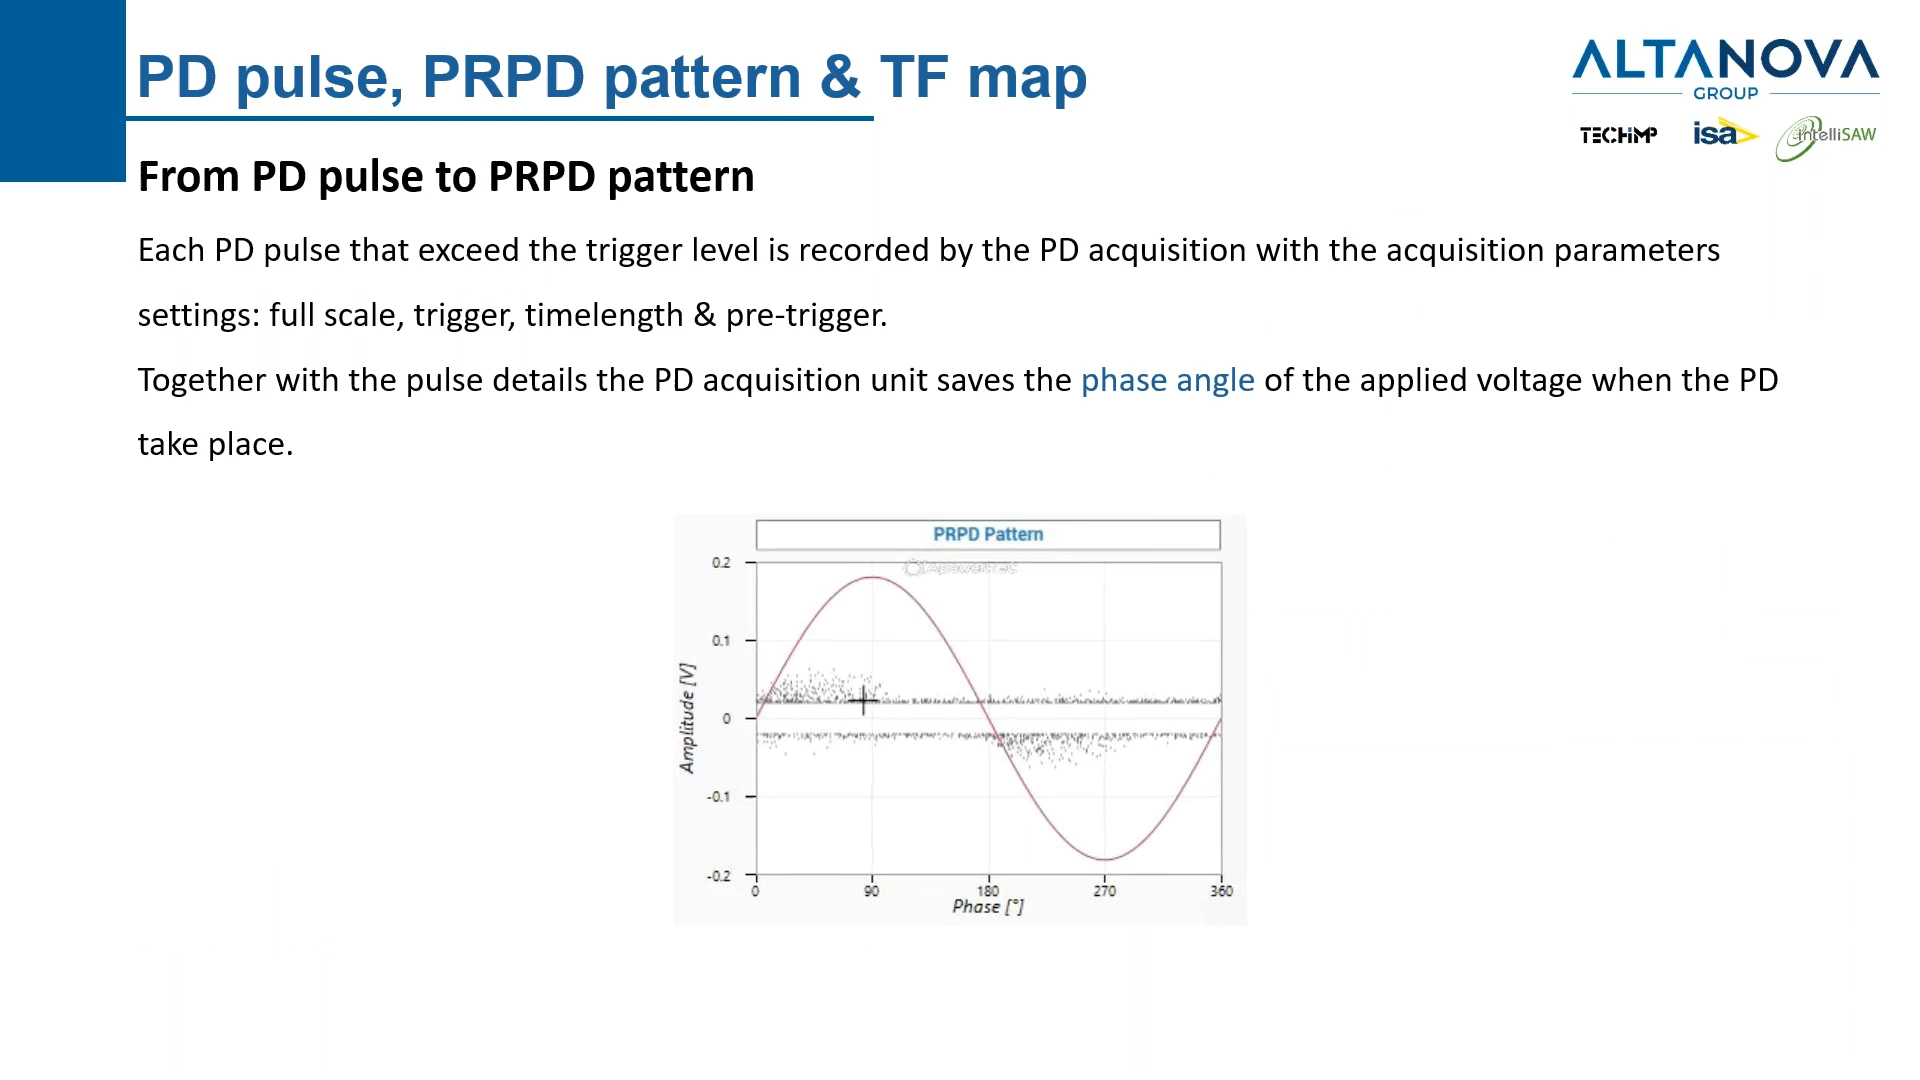 PD pulse, PRPD pattern & TF map
ALTANOVA
GROUP
TECHIMP
isa
intelliSAW
From PD pulse to PRPD pattern
Each PD pulse that exceed the trigger level is recorded by the PD acquisition with the acquisition parameters
settings: full scale, trigger, timelength & pre-trigger.
Together with the pulse details the PD acquisition unit saves the phase angle of the applied voltage when the PD
take place.
PRPD Pattern
0.2
0.1
0
-0.1
-0.2
Amplitude [V]
0 90 180 270 360
Phase [°]